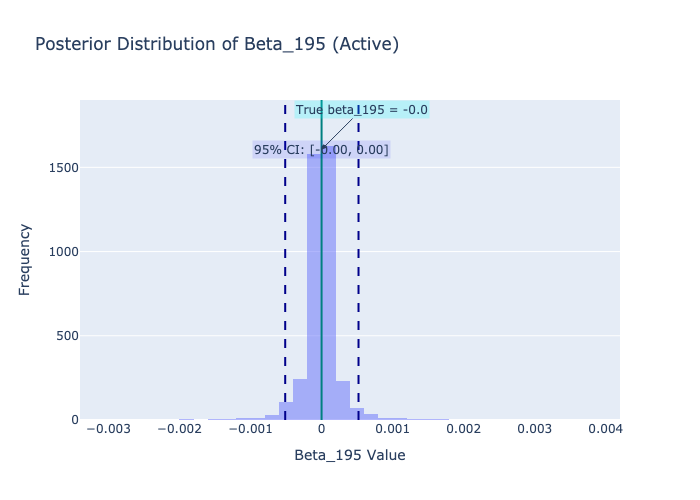 Posterior Distribution of Beta_195 (Active)
True beta_195 = -0.0
95% CI: [-0.00, 0.00]
1500
1000
500
0
Frequency
−0.003 −0.002 −0.001 0 0.001 0.002 0.003 0.004
Beta_195 Value